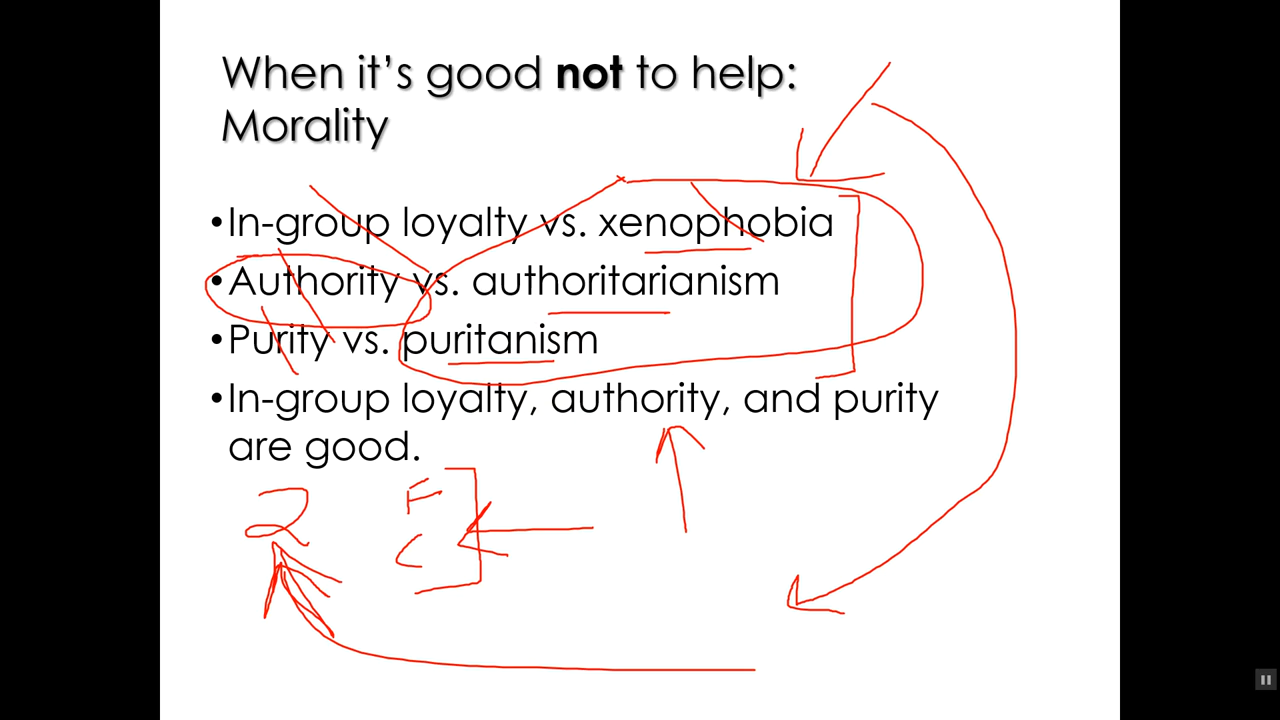 When it's good not to help:
Morality
•In-group loyalty vs. xenophobia
•Authority vs. authoritarianism
•Purity vs. puritanism
•In-group loyalty, authority, and purity
are good.
2 F
C